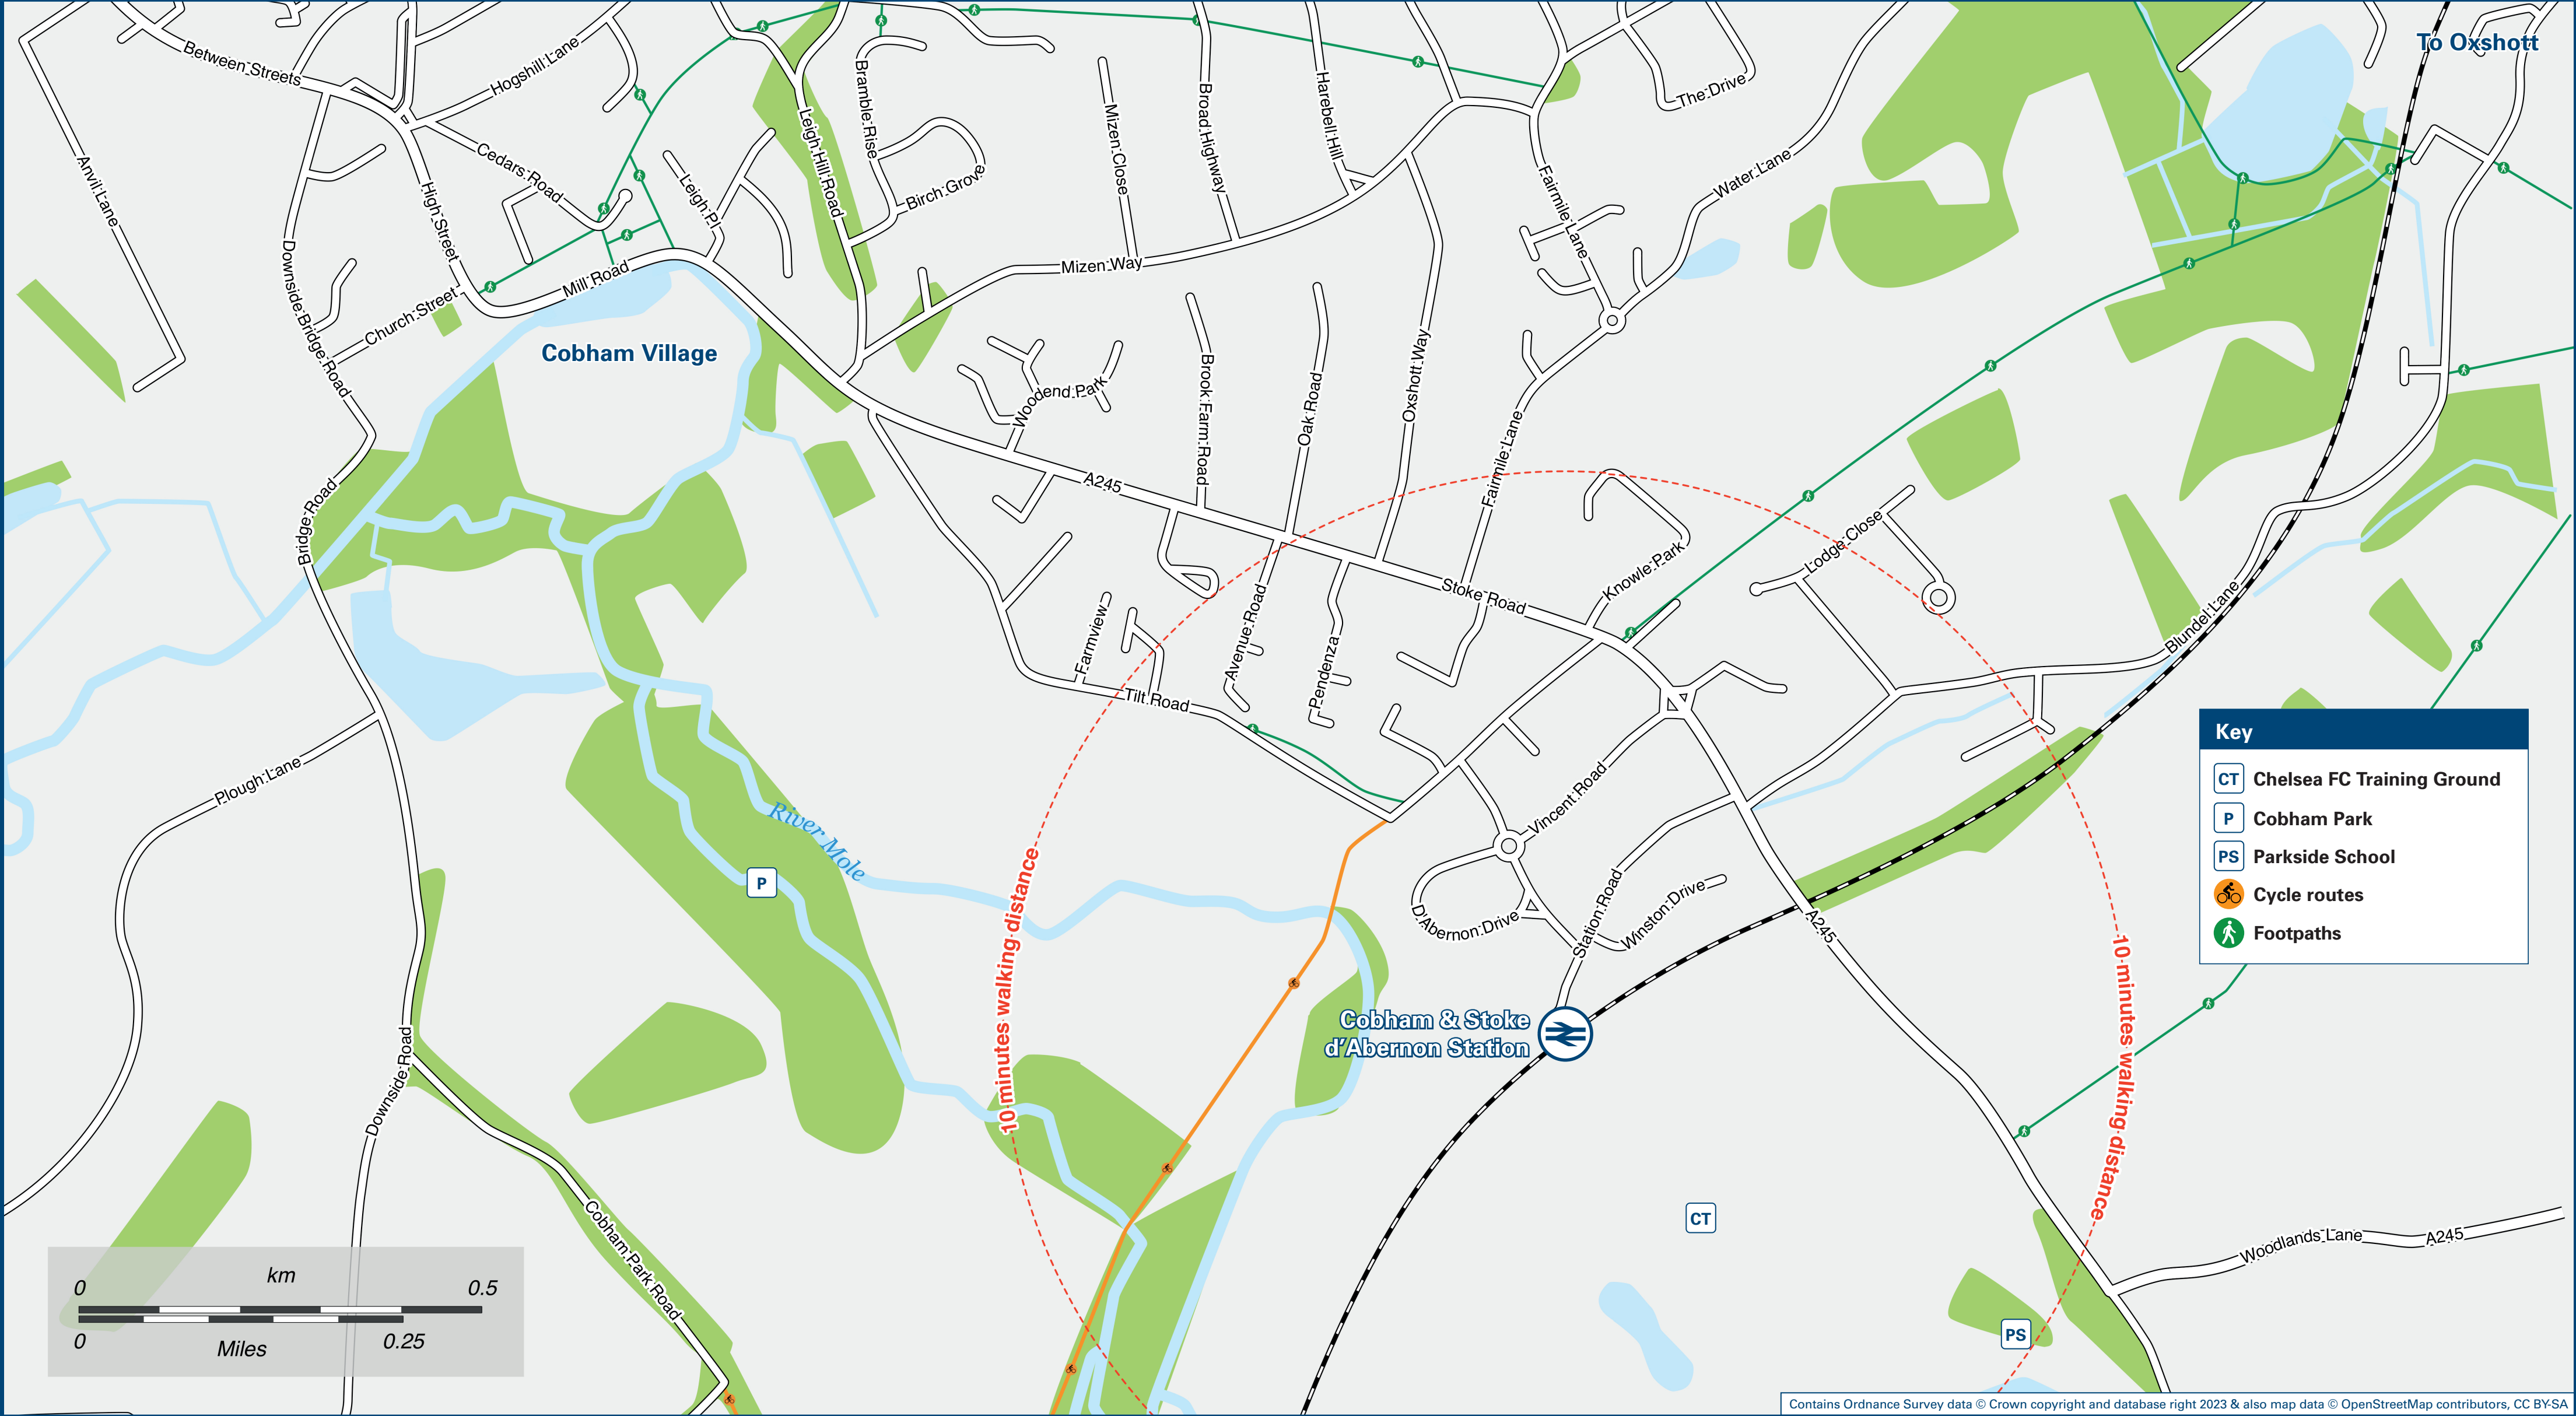 To Oxshott
Between Streets
Hogshill Lane
Anvil Lane
Cedars Road
High Street
Leigh Pl
Leigh Hill Road
Bramble Rise
Birch Grove
Mizen Close
Broad Highway
Harebell Hill
The Drive
Fairmile Lane
Water Lane
Downside Bridge Road
Church Street
Mill Road
Mizen Way
Cobham Village
Woodend Park
Brook Farm Road
Oak Road
Oxshott Way
Fairmile Lane
A245
Bridge Road
Stoke Road
Knowle Park
Lodge Close
Blundel Lane
Farnview
Avenue Road
Pendenza
Tilt Road
Plough Lane
River Mole
P
Vincent Road
D'Abernon Drive
Station Road
Winston Drive
A245
10 minutes walking distance
10 minutes walking distance
Cobham & Stoke
d'Abernon Station
Downside Road
Cobham Park Road
CT
PS
Woodlands Lane
A245
Key
CT Chelsea FC Training Ground
P Cobham Park
PS Parkside School
Cycle routes
Footpaths
km
0 0.5
0 0.25
Miles
Contains Ordnance Survey data © Crown copyright and database right 2023 & also map data © OpenStreetMap contributors, CC BY-SA